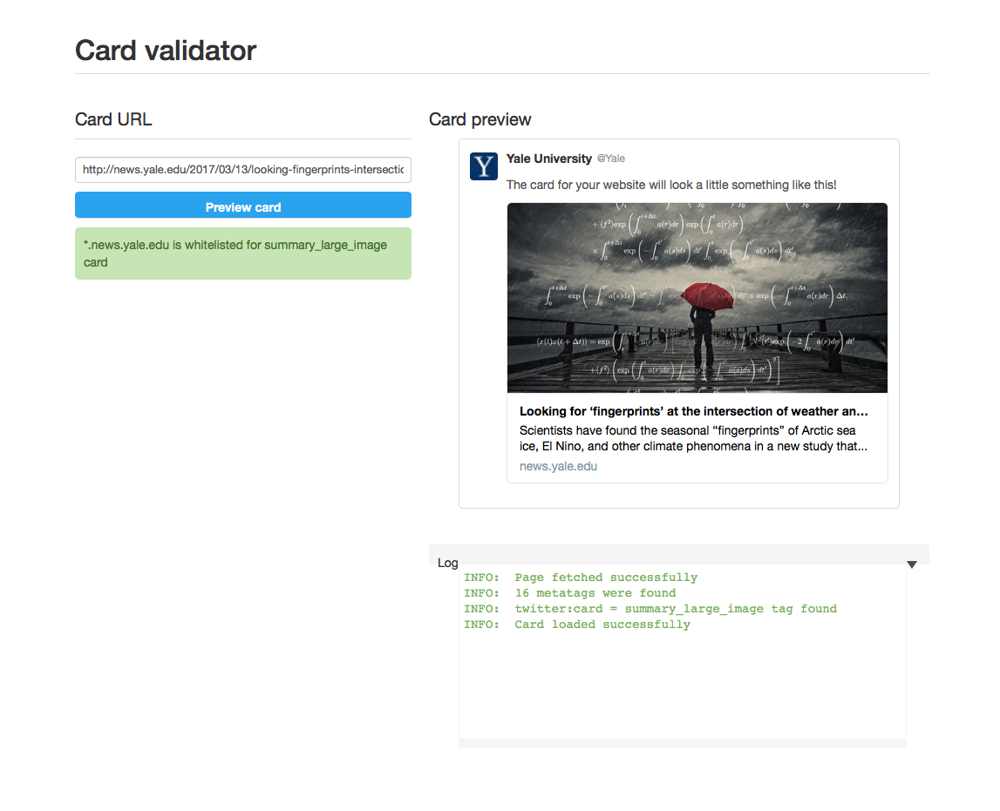 Card validator
Card URL
http://news.yale.edu/2017/03/13/looking-fingerprints-intersectio
Preview card
*.news.yale.edu is whitelisted for summary_large_image
card
Card preview
Y
Yale University @Yale
The card for your website will look a little something like this!
Looking for ‘fingerprints’ at the intersection of weather an…
Scientists have found the seasonal “fingerprints” of Arctic sea
ice, El Nino, and other climate phenomena in a new study that...
news.yale.edu
Log
INFO: Page fetched successfully
INFO: 16 metatags were found
INFO: twitter:card = summary_large_image tag found
INFO: Card loaded successfully